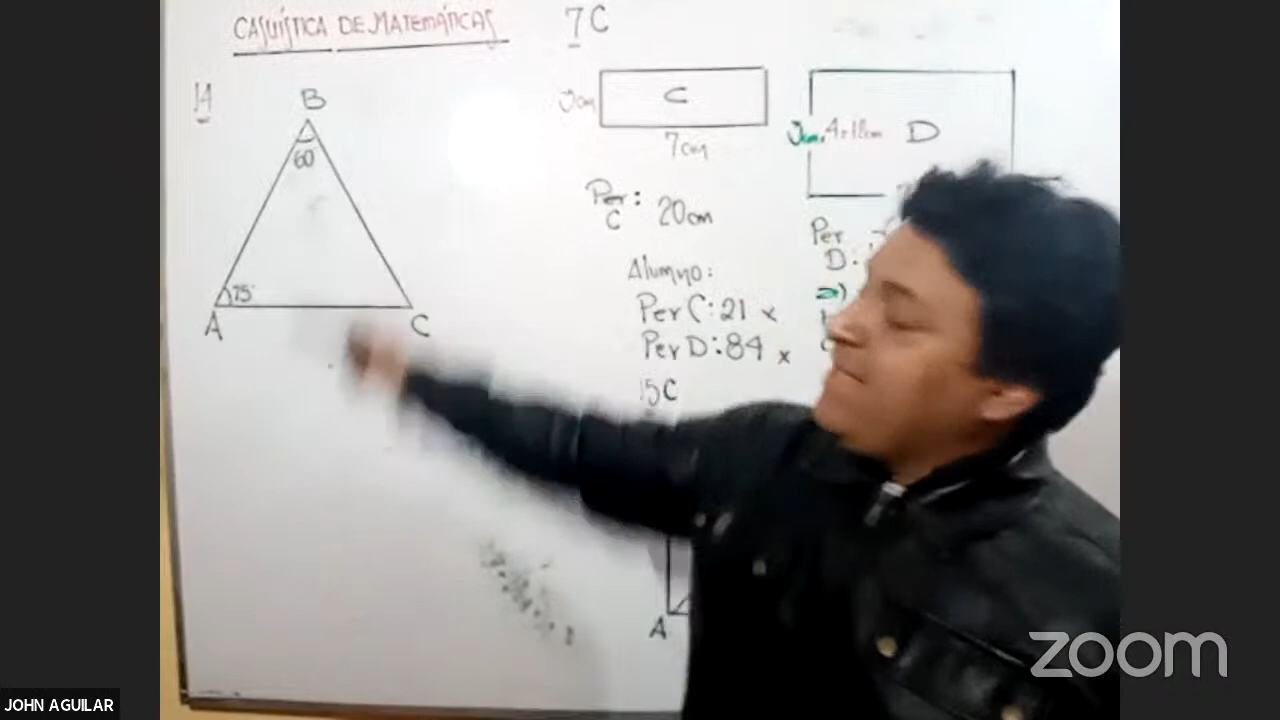 CASUÍSTICA DE MATEMÁTICAS
7C
14
B
60°
75°
A
C
C
7cm
D
Per: 20cm
C
Per
D:
a)
Alumno:
Per C: 21 x
Per D: 84 x
15C
A
zoom
JOHN AGUILAR